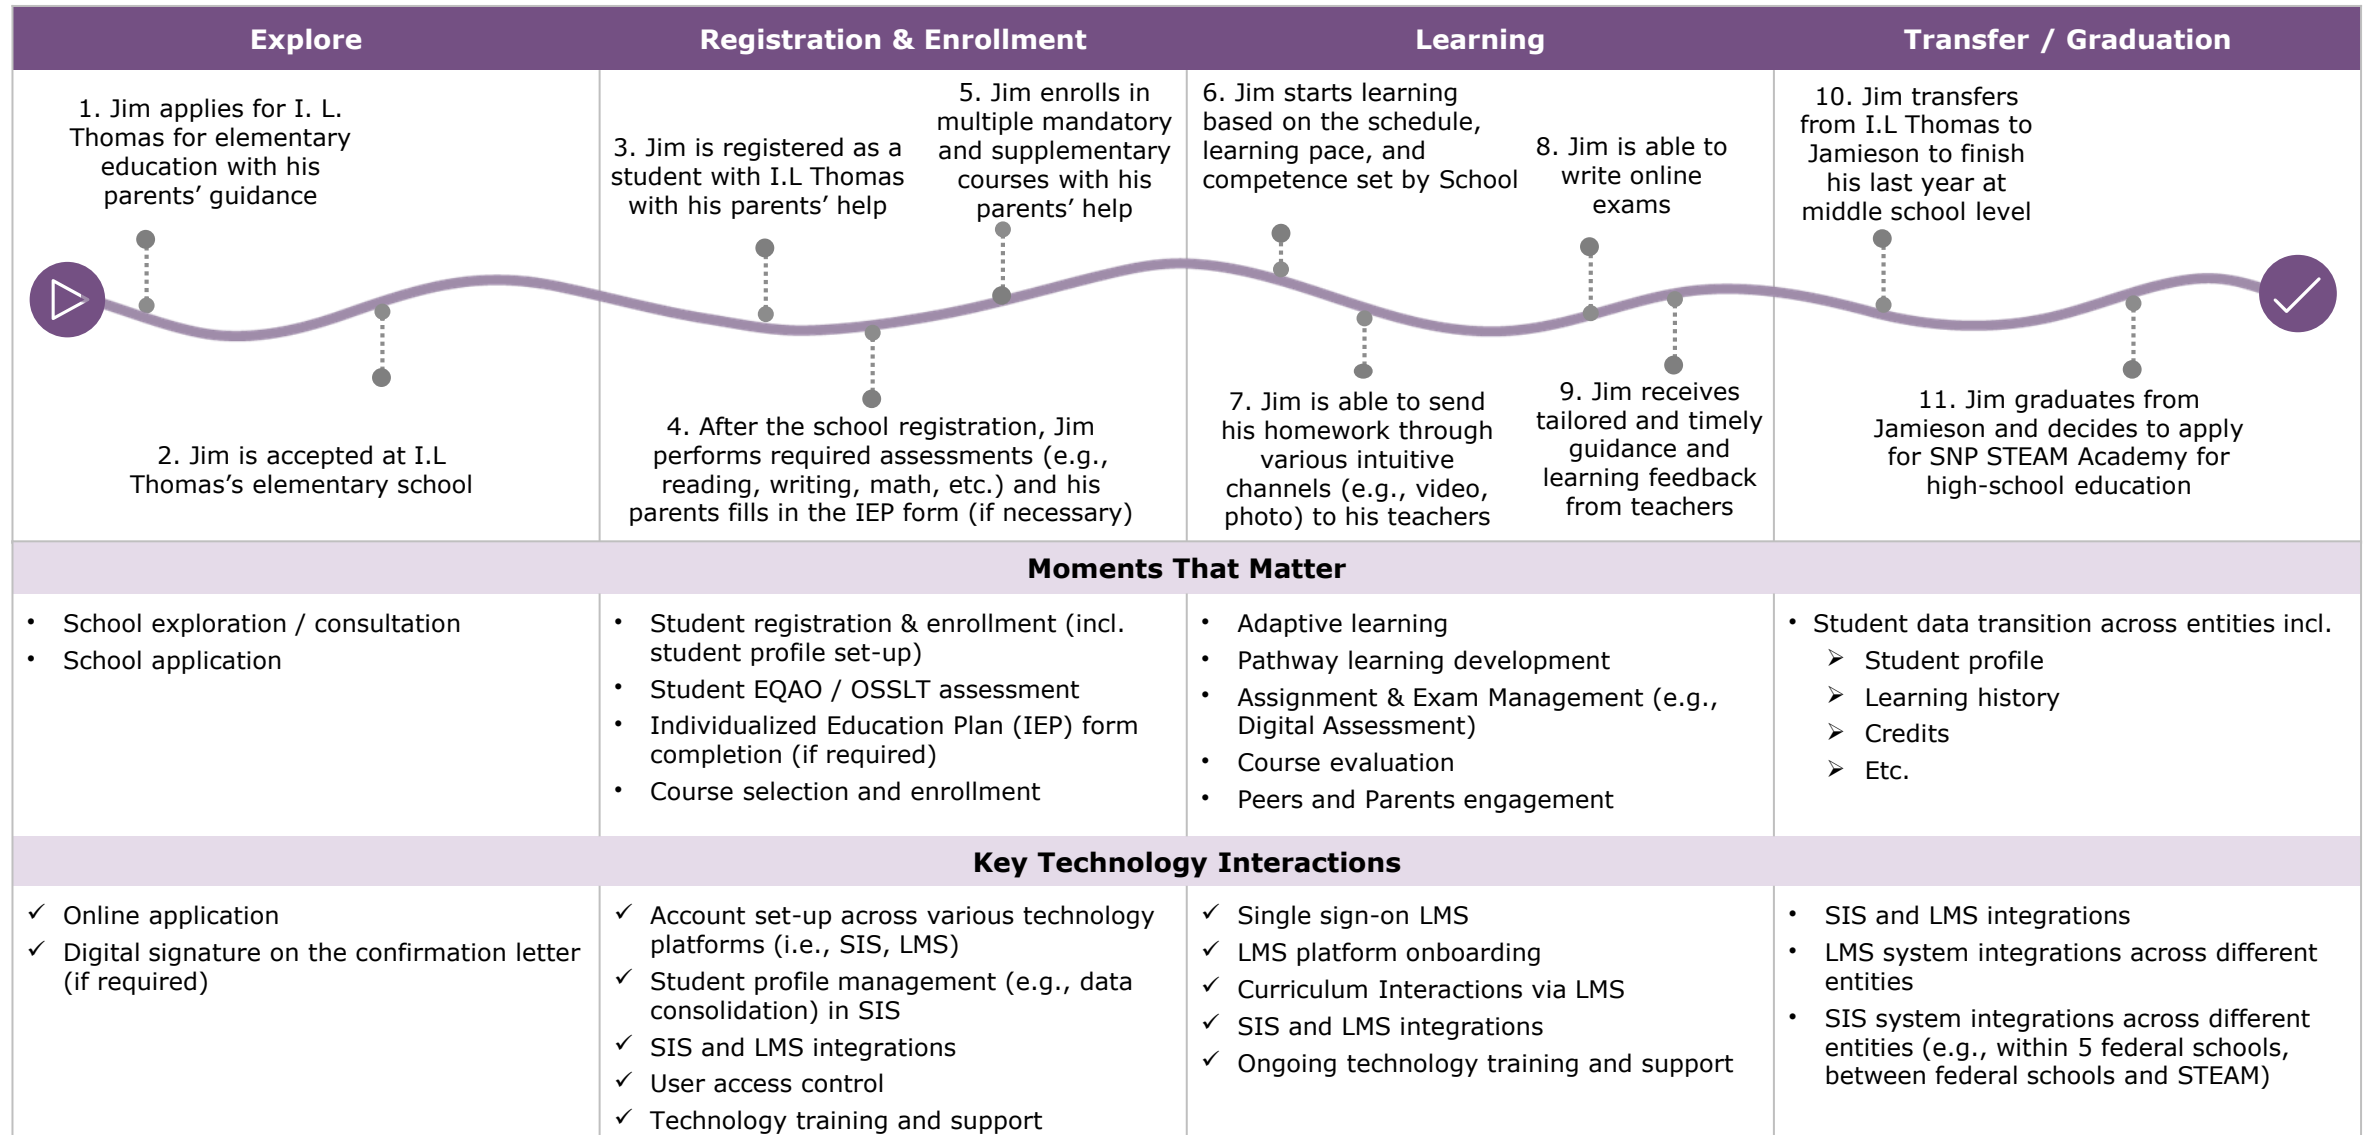 Explore
Registration & Enrollment
Learning
Transfer / Graduation
1. Jim applies for I. L.
Thomas for elementary
education with his
parents’ guidance
2. Jim is accepted at I.L
Thomas’s elementary school
3. Jim is registered as a
student with I.L Thomas
with his parents’ help
4. After the school registration, Jim
performs required assessments (e.g.,
reading, writing, math, etc.) and his
parents fills in the IEP form (if necessary)
5. Jim enrolls in
multiple mandatory
and supplementary
courses with his
parents’ help
6. Jim starts learning
based on the schedule,
learning pace, and
competence set by School
7. Jim is able to send
his homework through
various intuitive
channels (e.g., video,
photo) to his teachers
8. Jim is able to
write online
exams
9. Jim receives
tailored and timely
guidance and
learning feedback
from teachers
10. Jim transfers
from I.L Thomas to
Jamieson to finish
his last year at
middle school level
11. Jim graduates from
Jamieson and decides to apply
for SNP STEAM Academy for
high-school education
Moments That Matter
• School exploration / consultation
• School application
• Student registration & enrollment (incl.
student profile set-up)
• Student EQAO / OSSLT assessment
• Individualized Education Plan (IEP) form
completion (if required)
• Course selection and enrollment
• Adaptive learning
• Pathway learning development
• Assignment & Exam Management (e.g.,
Digital Assessment)
• Course evaluation
• Peers and Parents engagement
• Student data transition across entities incl.
➢ Student profile
➢ Learning history
➢ Credits
➢ Etc.
Key Technology Interactions
✓ Online application
✓ Digital signature on the confirmation letter
(if required)
✓ Account set-up across various technology
platforms (i.e., SIS, LMS)
✓ Student profile management (e.g., data
consolidation) in SIS
✓ SIS and LMS integrations
✓ User access control
✓ Technology training and support
✓ Single sign-on LMS
✓ LMS platform onboarding
✓ Curriculum Interactions via LMS
✓ SIS and LMS integrations
✓ Ongoing technology training and support
• SIS and LMS integrations
• LMS system integrations across different
entities
• SIS system integrations across different
entities (e.g., within 5 federal schools,
between federal schools and STEAM)